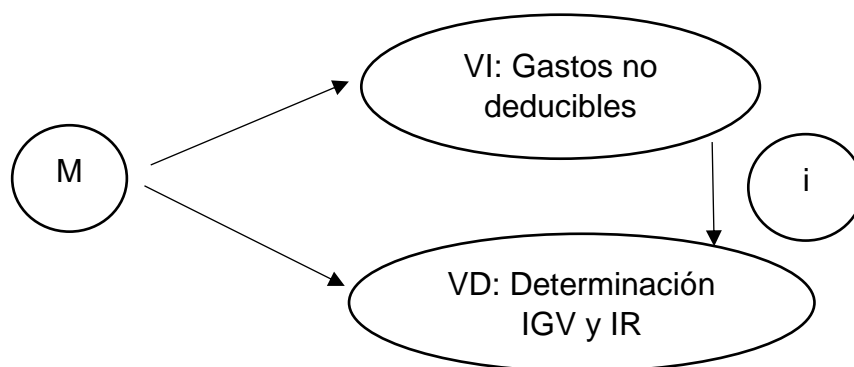 VI: Gastos no
deducibles
M
i
VD: Determinación
IGV y IR